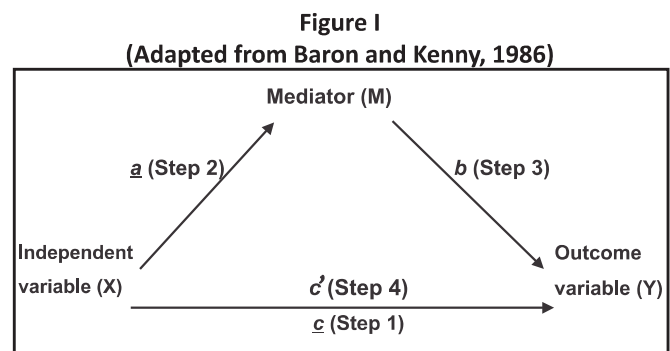 Figure I
(Adapted from Baron and Kenny, 1986)
Mediator (M)
a (Step 2)
b (Step 3)
Independent
variable (X)
Outcome
variable (Y)
c’ (Step 4)
c (Step 1)